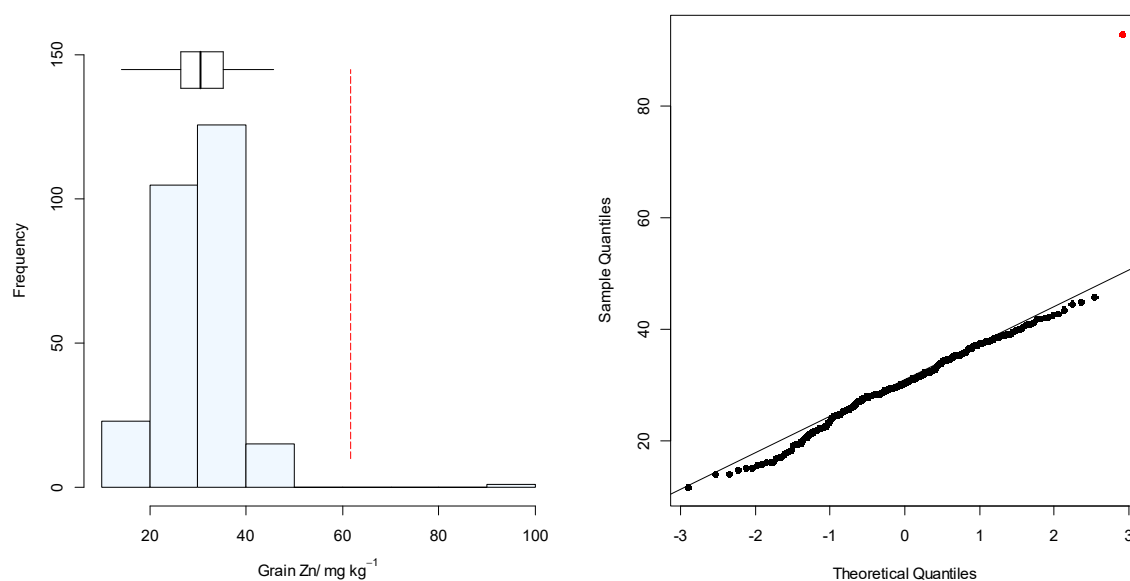 150
100
50
0
Frequency
20 40 60 80 100
Grain Zn/ mg kg⁻¹
80
60
40
20
Sample Quantiles
-3 -2 -1 0 1 2 3
Theoretical Quantiles